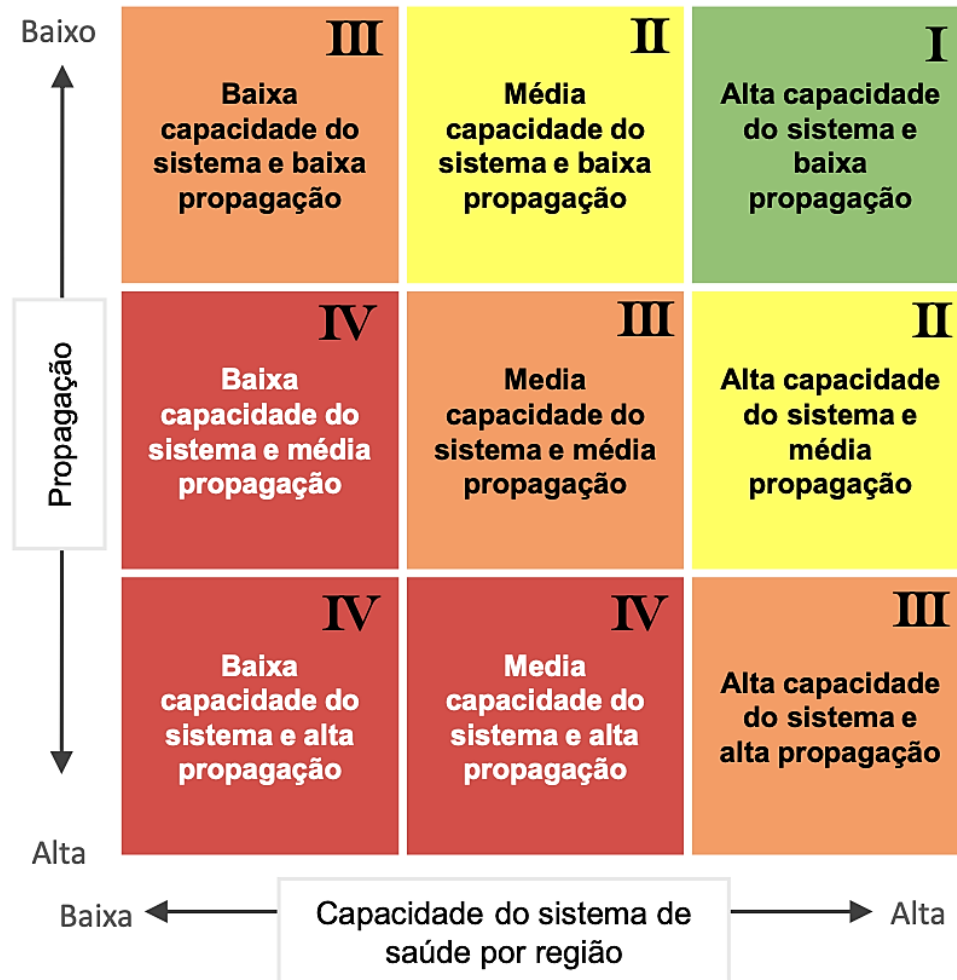 Baixo
III
Baixa
capacidade do
sistema e baixa
propagação
II
Média
capacidade do
sistema e baixa
propagação
I
Alta capacidade
do sistema e
baixa
propagação
Propagação
IV
Baixa
capacidade do
sistema e média
propagação
III
Media
capacidade do
sistema e média
propagação
II
Alta capacidade
do sistema e
média
propagação
IV
Baixa
capacidade do
sistema e alta
propagação
IV
Media
capacidade do
sistema e alta
propagação
III
Alta capacidade
do sistema e
alta propagação
Alta
Baixa
Capacidade do sistema de
saúde por região
Alta